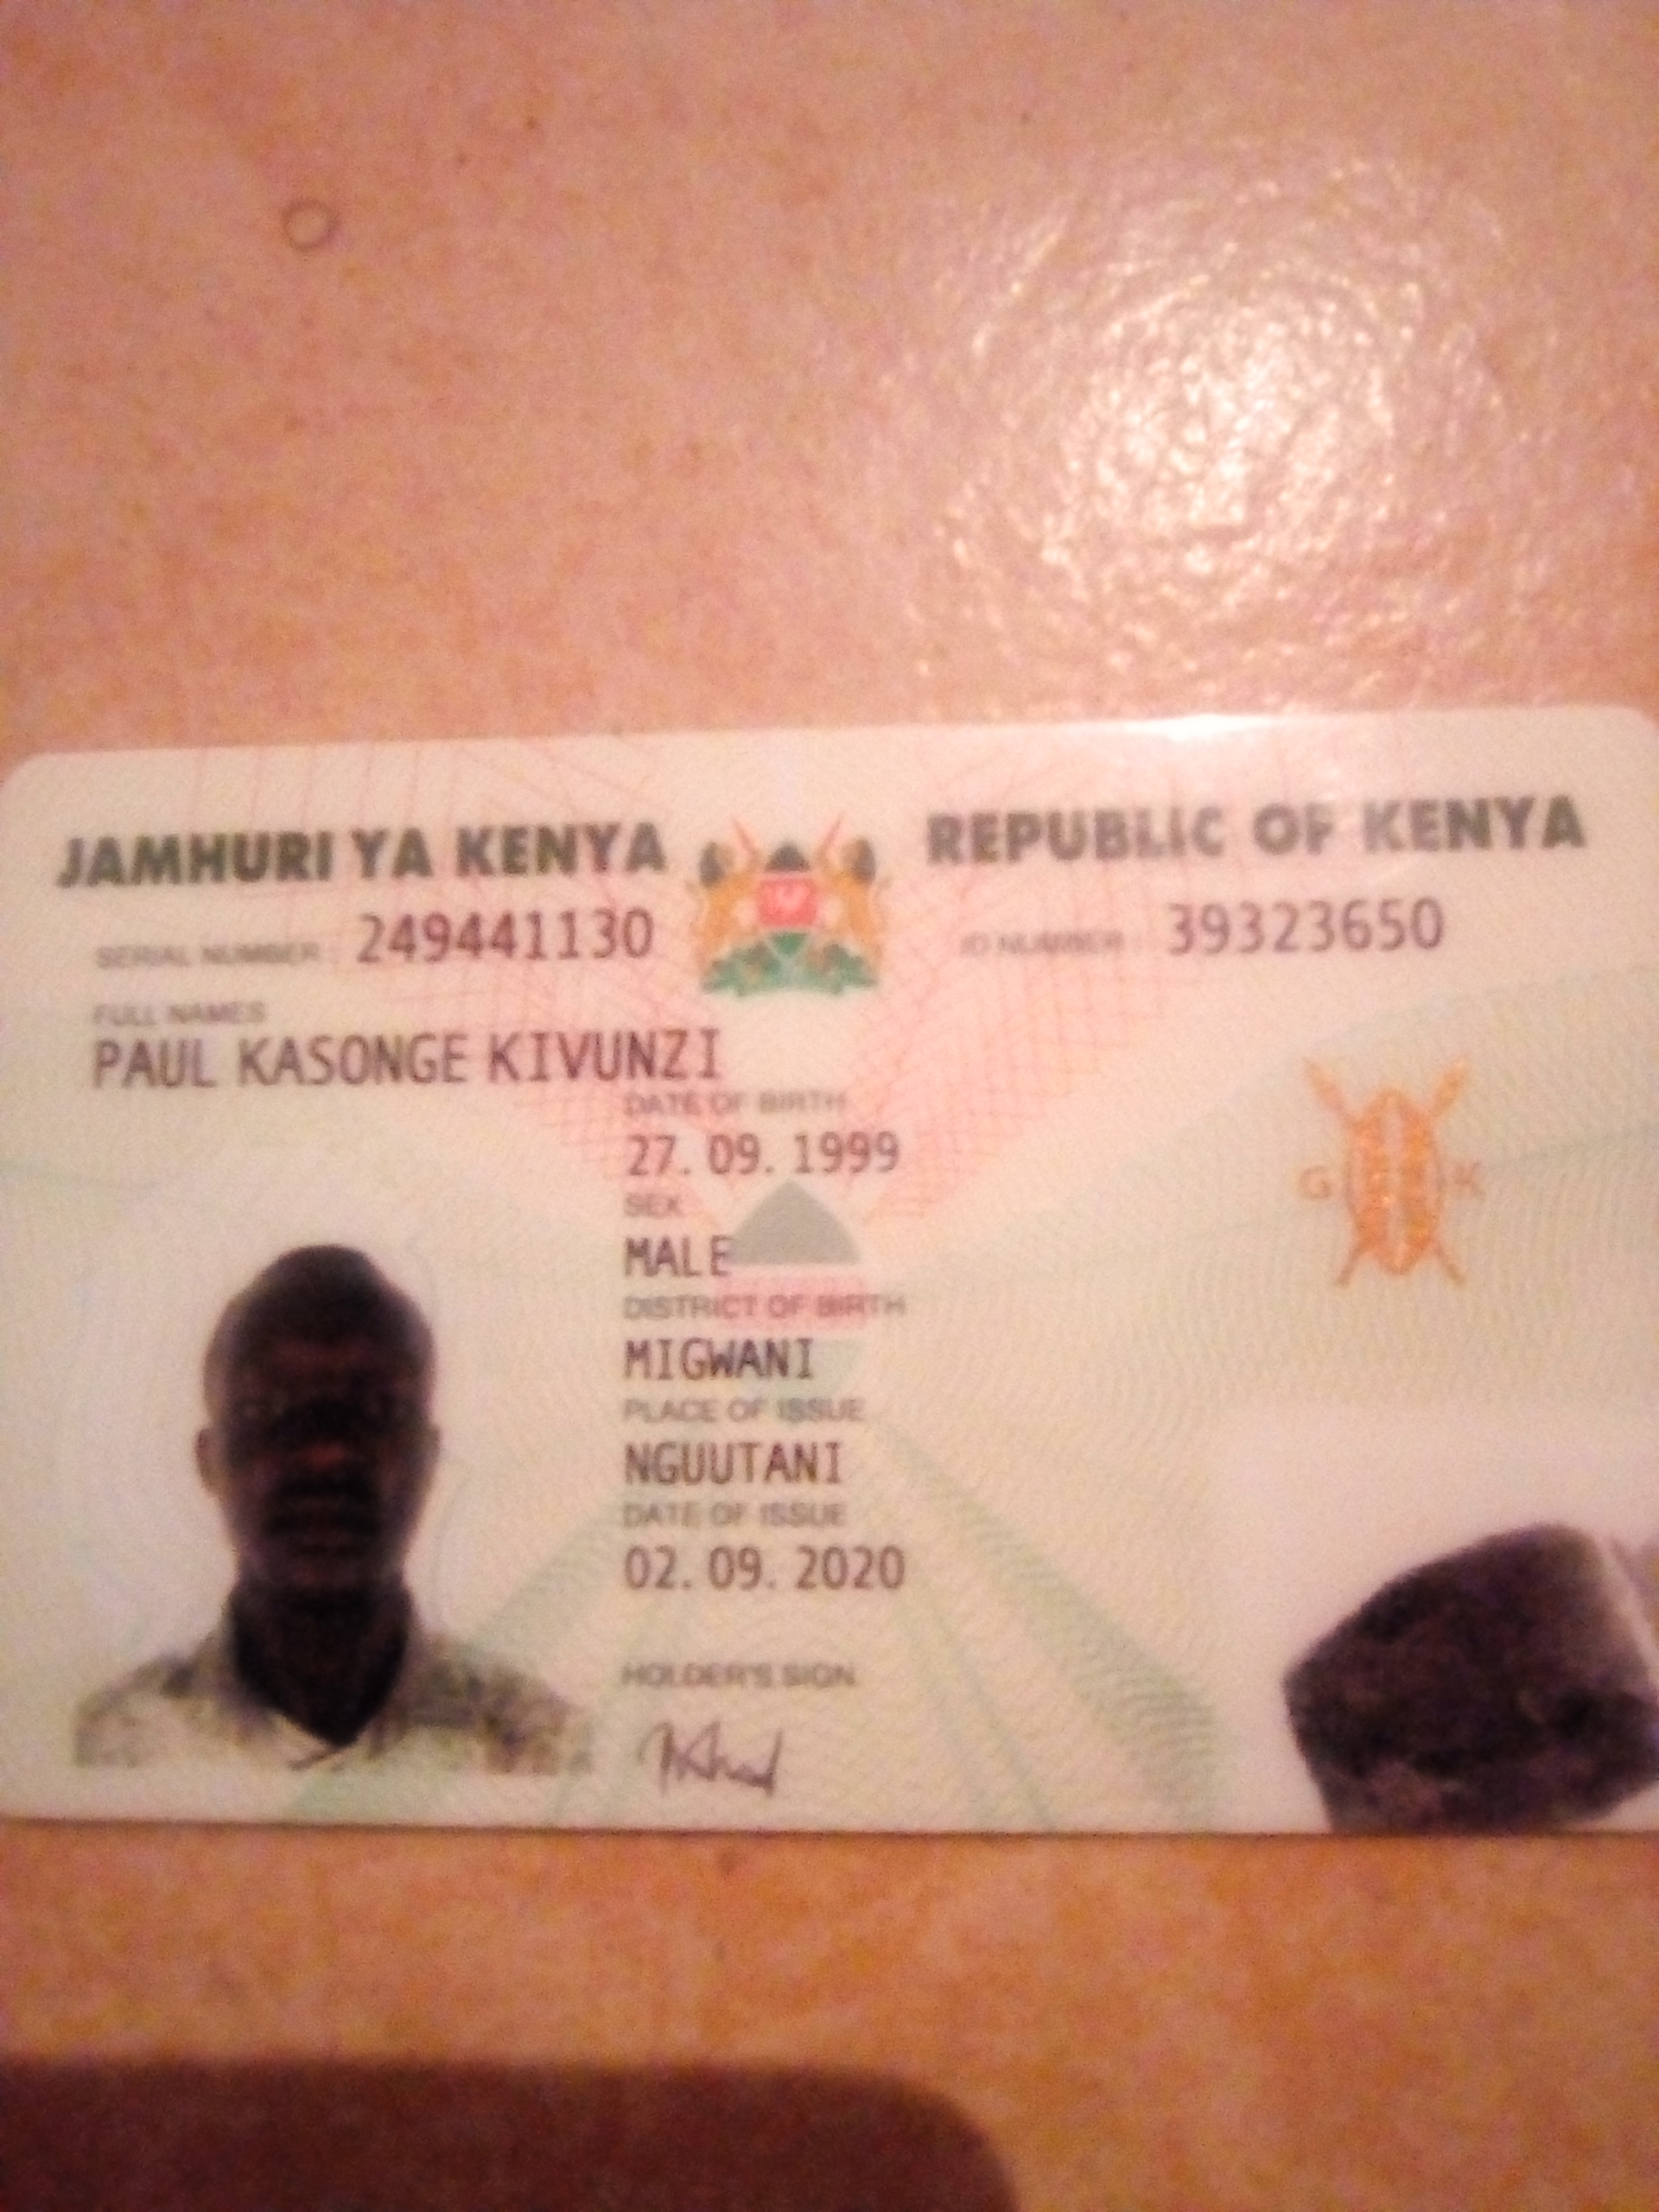 JAMHURI YA KENYA REPUBLIC OF KENYA
SERIAL NUMBER : 249441130 ID NUMBER : 39323650
FULL NAMES
PAUL KASONGE KIVUNZI
DATE OF BIRTH
27. 09. 1999
SEX
MALE
DISTRICT OF BIRTH
MIGWANI
G K
PLACE OF ISSUE
NGUUTANI
DATE OF ISSUE
02. 09. 2020
HOLDER'S SIGN